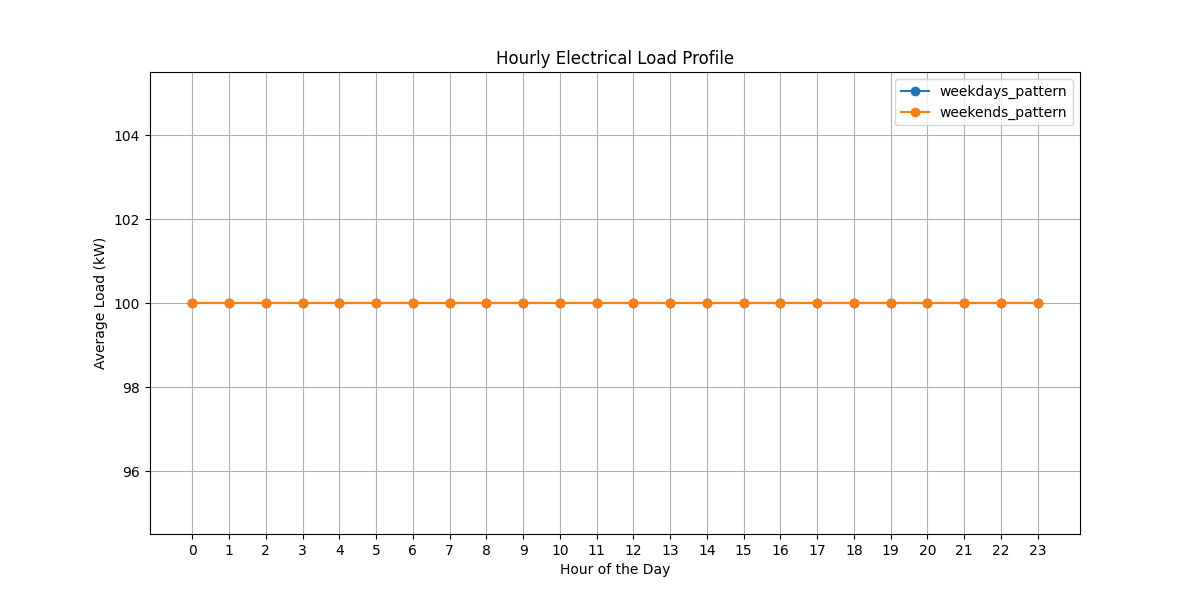 Hourly Electrical Load Profile
weekdays_pattern
weekends_pattern
104
102
100
98
96
Average Load (kW)
0 1 2 3 4 5 6 7 8 9 10 11 12 13 14 15 16 17 18 19 20 21 22 23
Hour of the Day